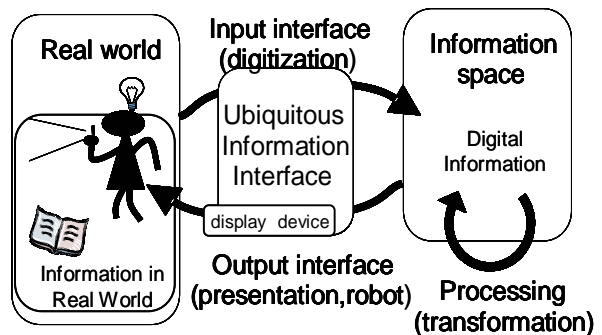 Real world
Information in
Real World
Input interface
(digitization)
Ubiquitous
Information
Interface
display device
Output interface
(presentation,robot)
Information
space
Digital
Information
Processing
(transformation)